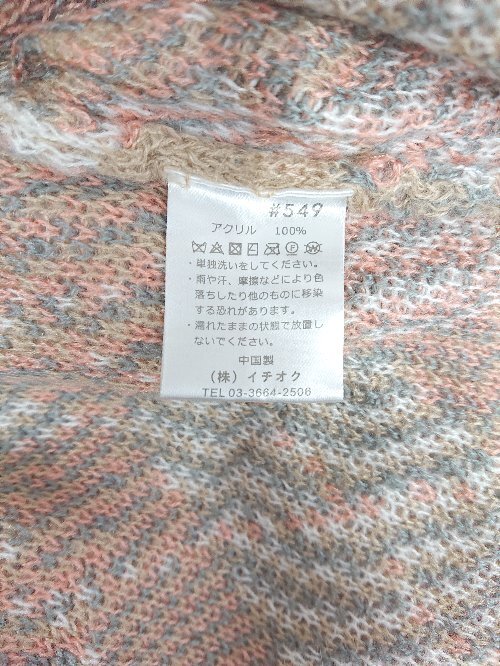 #549
アクリル 100%
・単独洗いをしてください。
・雨や汗、摩擦などにより色
落ちしたり他のものに移染
する恐れがあります。
・濡れたままの状態で放置し
ないでください。
中国製
(株) イチオク
TEL 03-3664-2506